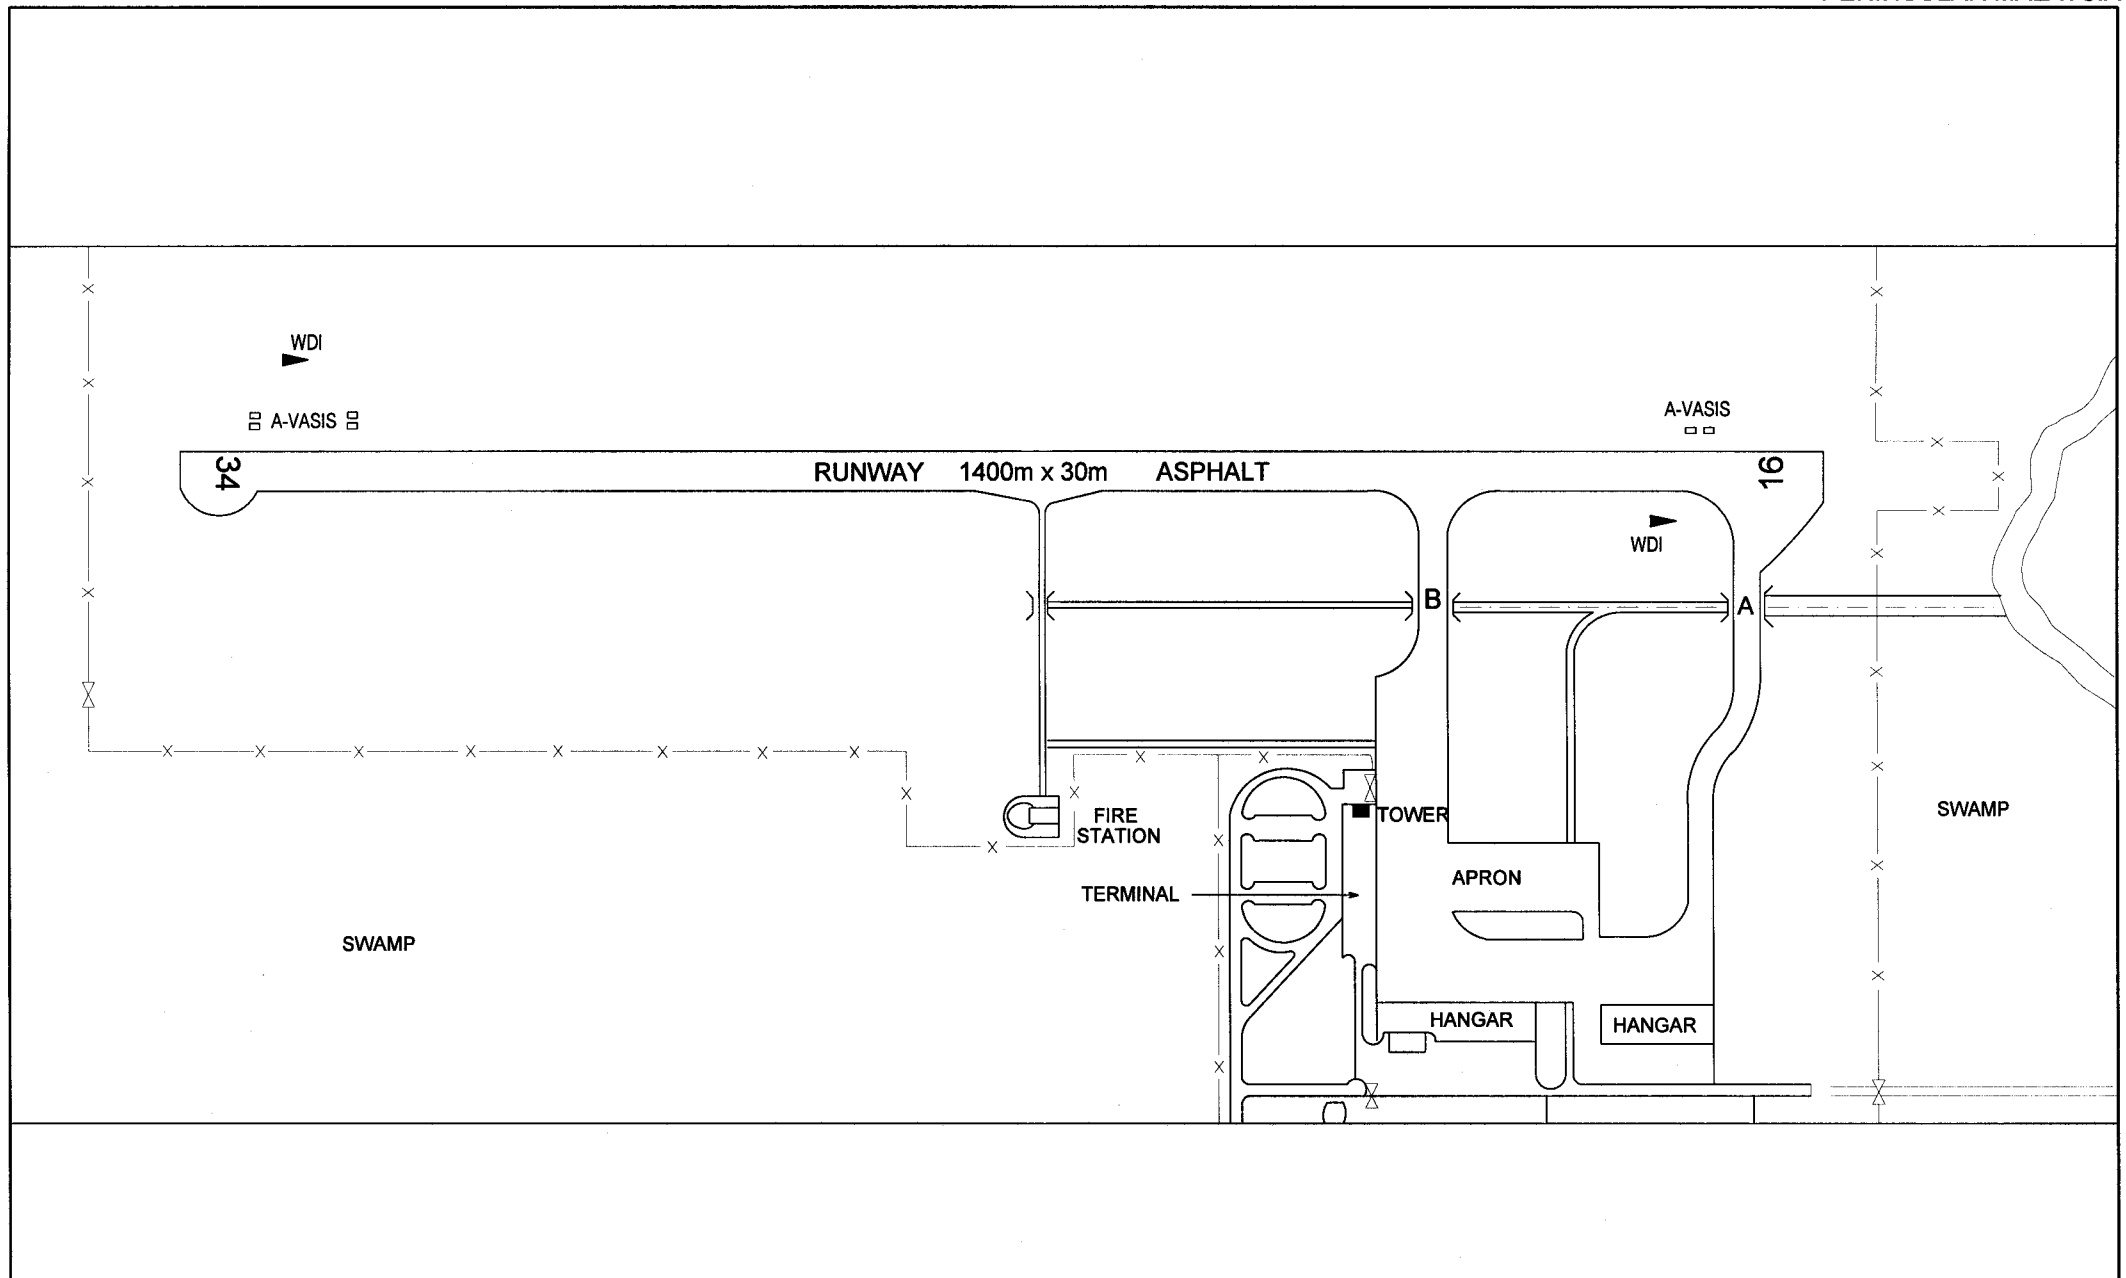 WDI
A-VASIS
A-VASIS
34
RUNWAY 1400m x 30m ASPHALT
16
WDI
B
A
FIRE
STATION
TOWER
SWAMP
TERMINAL
APRON
SWAMP
HANGAR
HANGAR